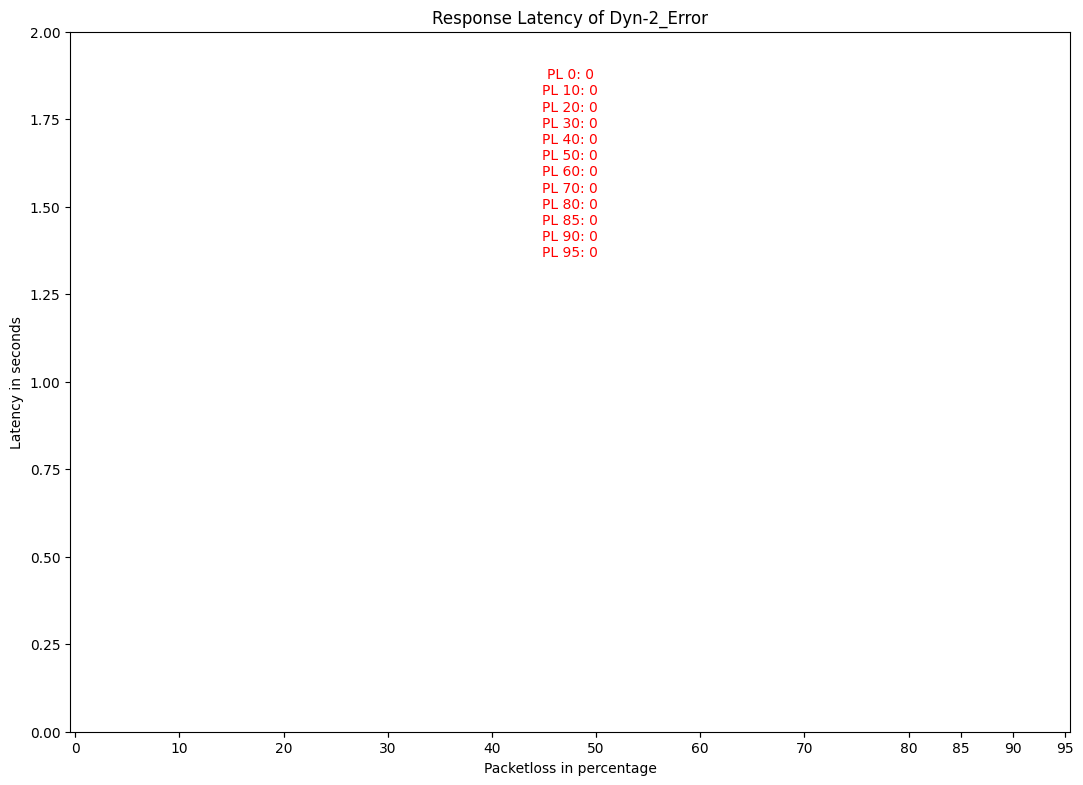 Response Latency of Dyn-2_Error
2.00
1.75
1.50
1.25
1.00
0.75
0.50
0.25
0.00
Latency in seconds
PL 0: 0
PL 10: 0
PL 20: 0
PL 30: 0
PL 40: 0
PL 50: 0
PL 60: 0
PL 70: 0
PL 80: 0
PL 85: 0
PL 90: 0
PL 95: 0
0 10 20 30 40 50 60 70 80 85 90 95
Packetloss in percentage